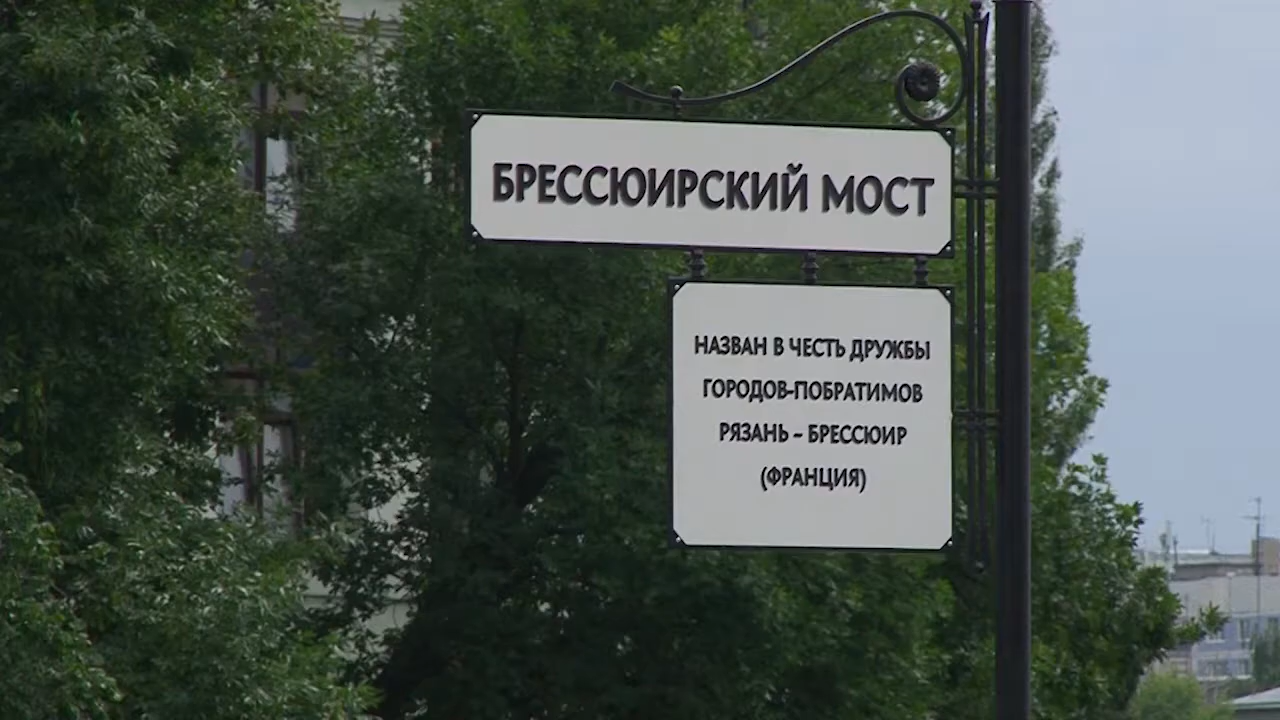 БРЕССЮИРСКИЙ МОСТ
НАЗВАН В ЧЕСТЬ ДРУЖБЫ
ГОРОДОВ-ПОБРАТИМОВ
РЯЗАНЬ – БРЕССЮИР
(ФРАНЦИЯ)